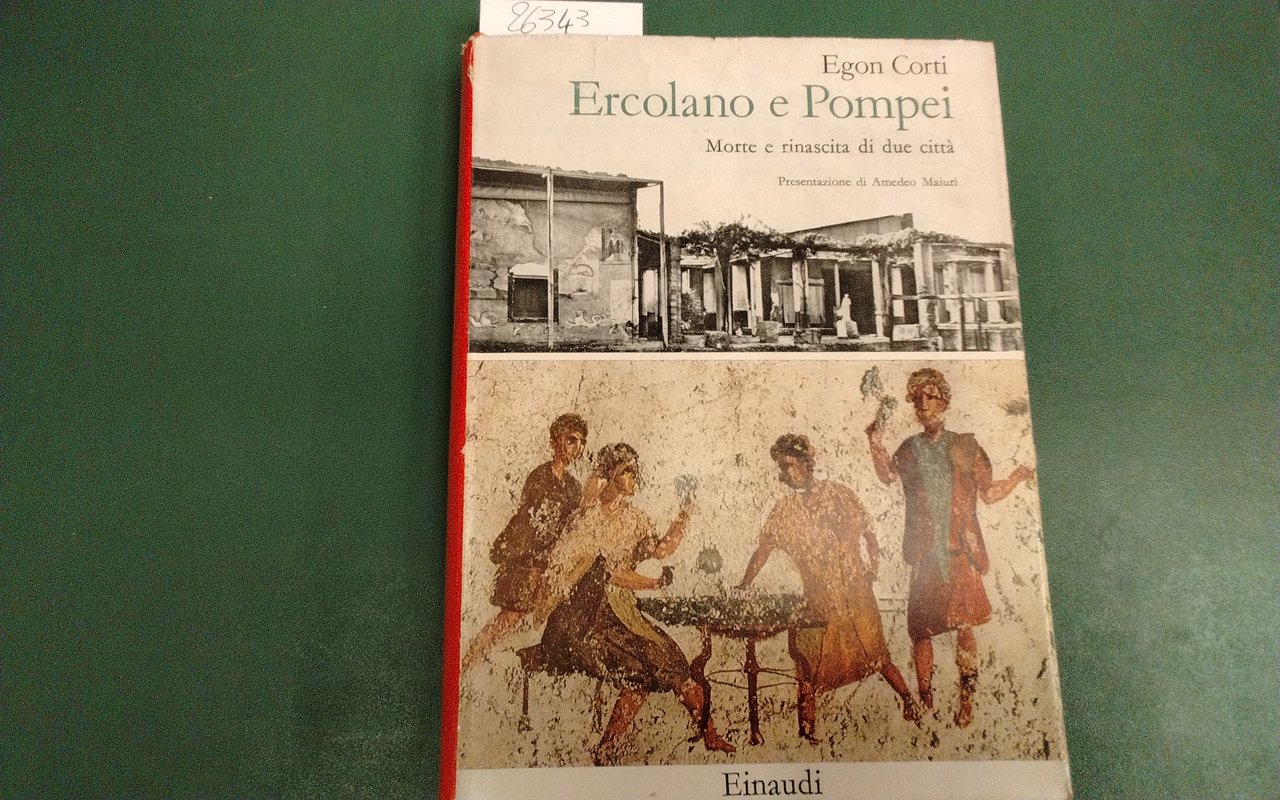 26343
Egon Corti
Ercolano e Pompei
Morte e rinascita di due città
Presentazione di Amedeo Maiuri
Einaudi